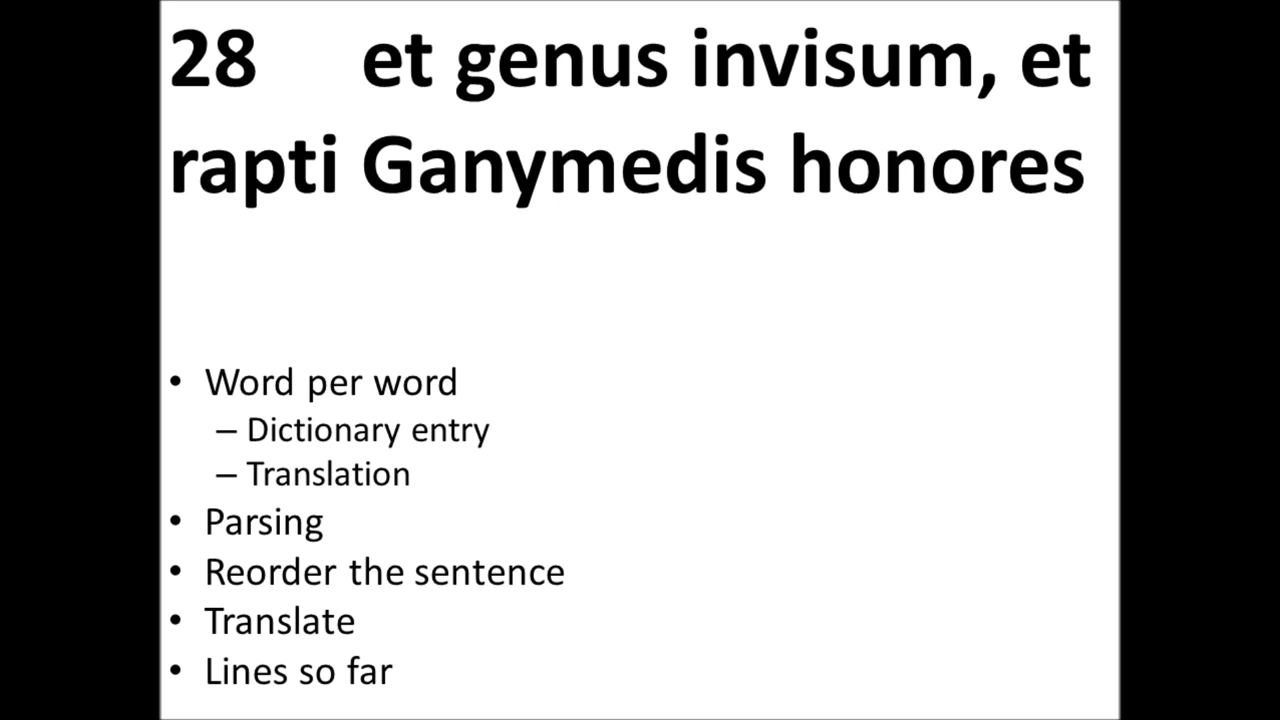 28 et genus invisum, et
rapti Ganymedis honores
• Word per word
– Dictionary entry
– Translation
• Parsing
• Reorder the sentence
• Translate
• Lines so far